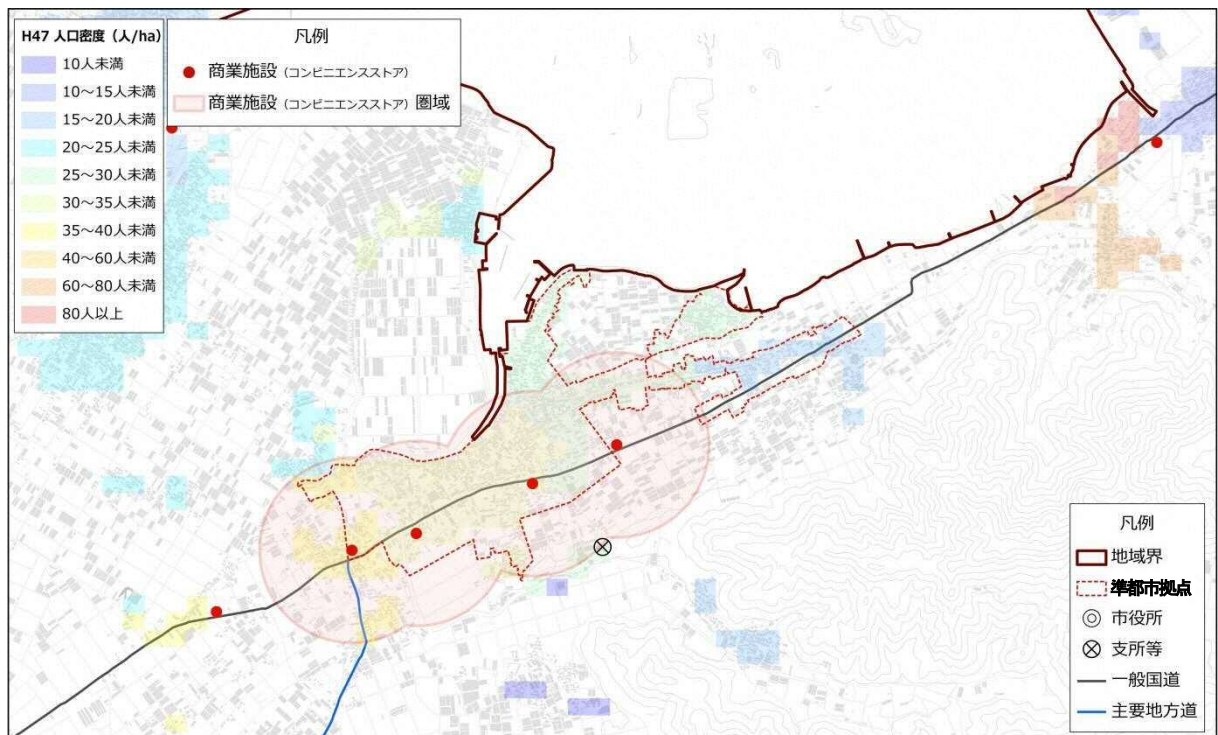 H47 人口密度（人/ha）
10人未満
10～15人未満
15～20人未満
20～25人未満
25～30人未満
30～35人未満
35～40人未満
40～60人未満
60～80人未満
80人以上
凡例
商業施設（コンビニエンスストア）
商業施設（コンビニエンスストア）圏域
凡例
地域界
準都市拠点
市役所
支所等
一般国道
主要地方道